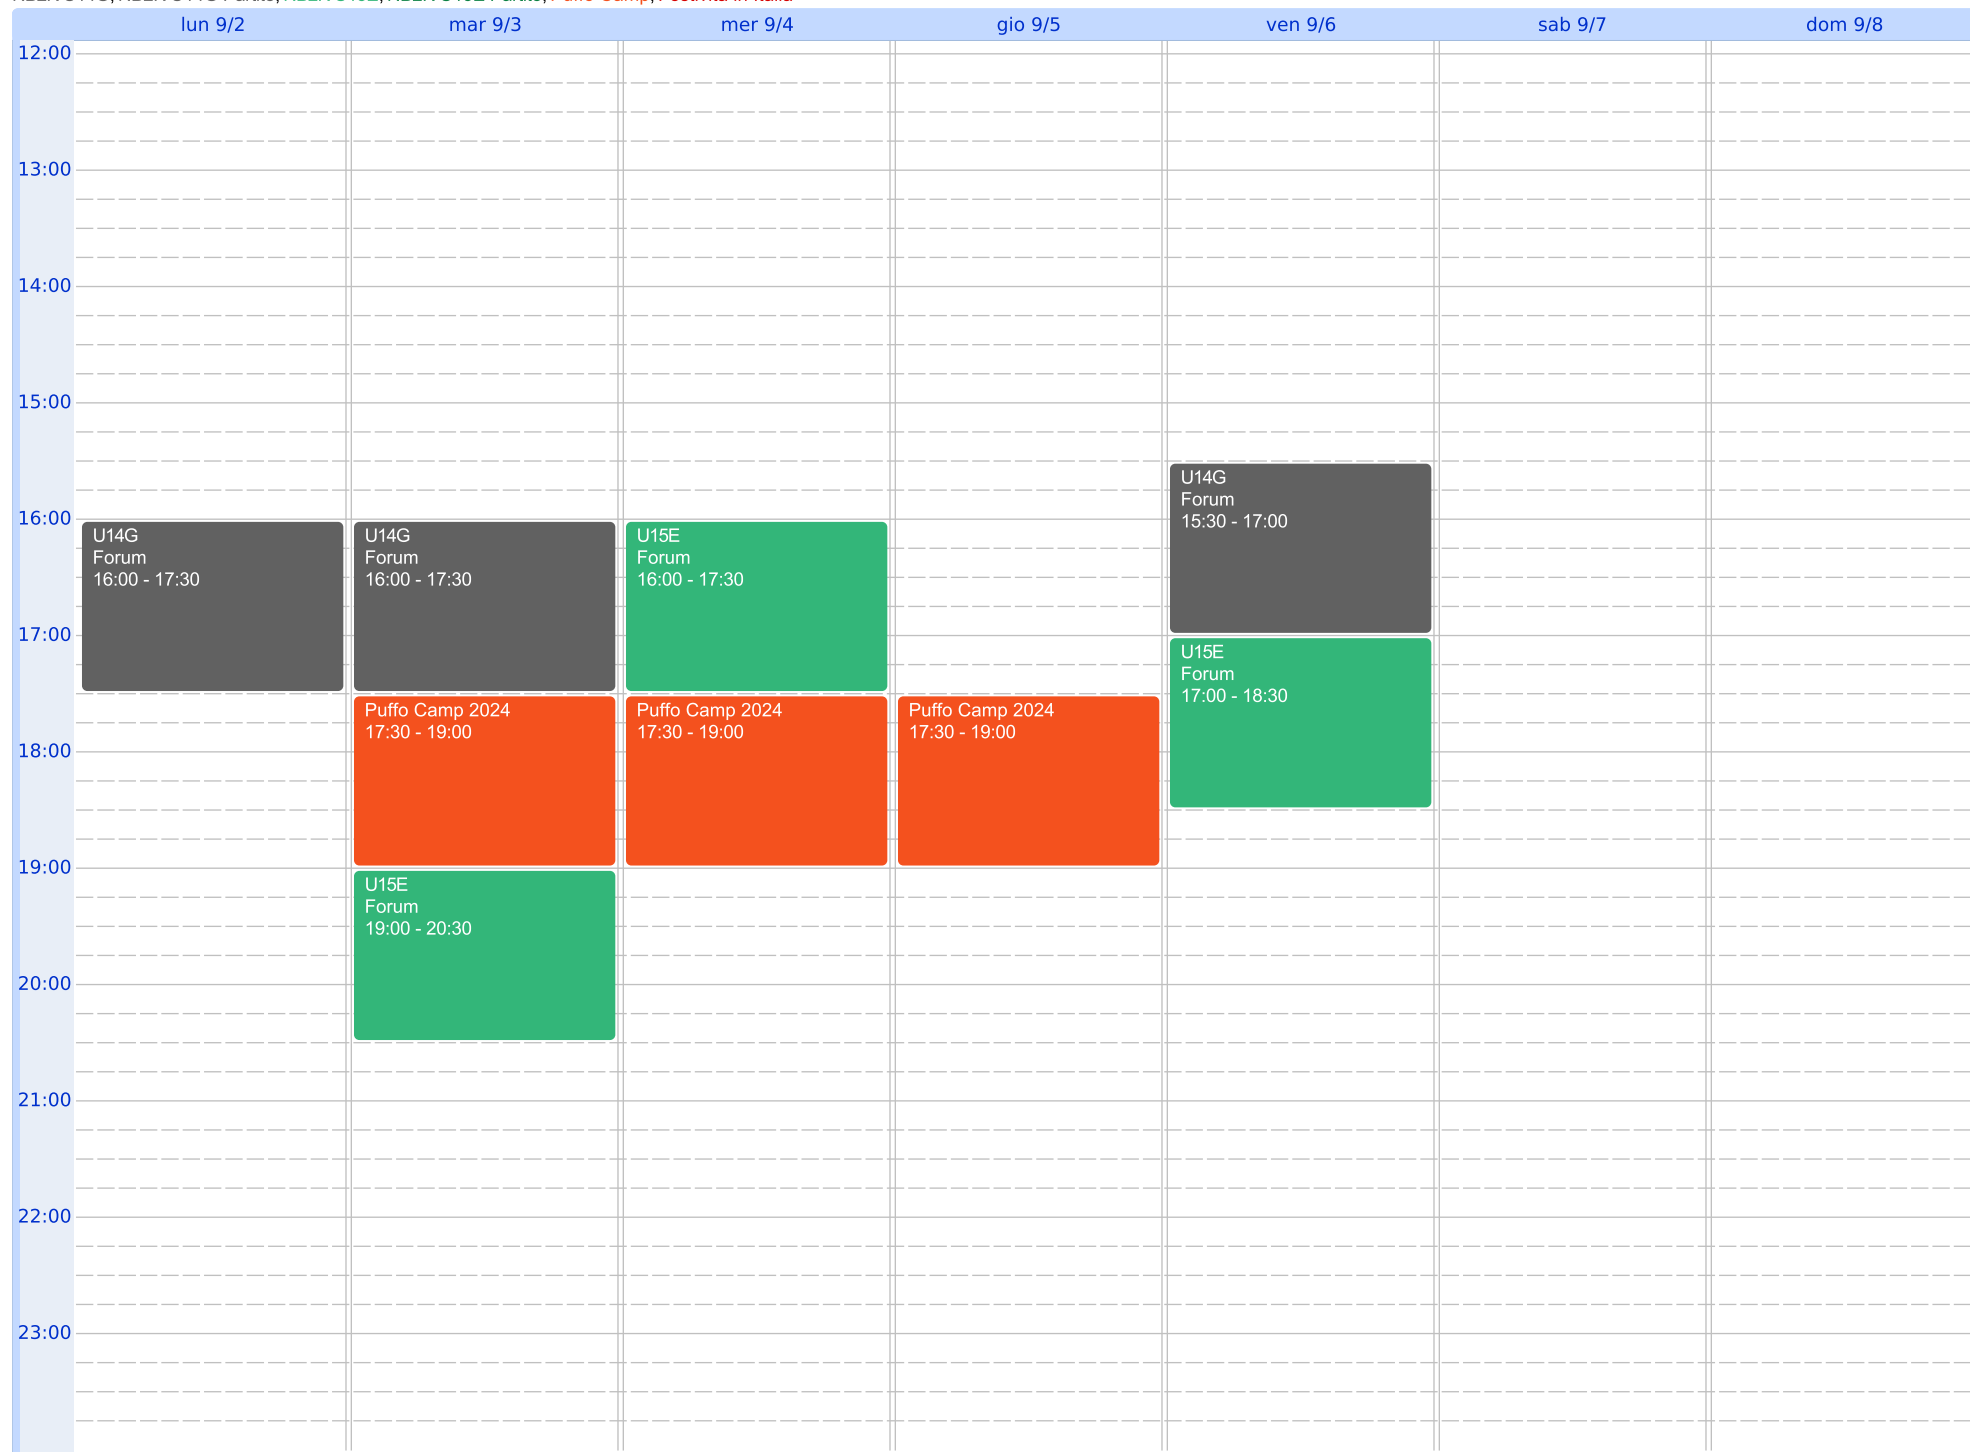 lun 9/2 mar 9/3 mer 9/4 gio 9/5 ven 9/6 sab 9/7 dom 9/8
12:00
13:00
14:00
15:00
16:00
17:00
18:00
19:00
20:00
21:00
22:00
23:00
U14G
Forum
16:00 - 17:30
U14G
Forum
16:00 - 17:30
Puffo Camp 2024
17:30 - 19:00
U15E
Forum
19:00 - 20:30
U15E
Forum
16:00 - 17:30
Puffo Camp 2024
17:30 - 19:00
Puffo Camp 2024
17:30 - 19:00
U14G
Forum
15:30 - 17:00
U15E
Forum
17:00 - 18:30